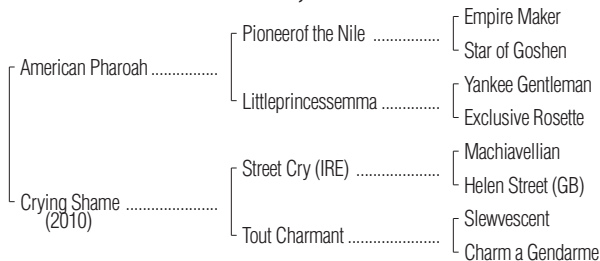 Empire Maker
Pioneerof the Nile ................
Star of Goshen
American Pharoah ................
Yankee Gentleman
Littleprincessemma ..............
Exclusive Rosette
Machiavellian
Street Cry (IRE) ....................
Helen Street (GB)
Crying Shame ......................
(2010)
Slewvescent
Tout Charmant ......................
Charm a Gendarme